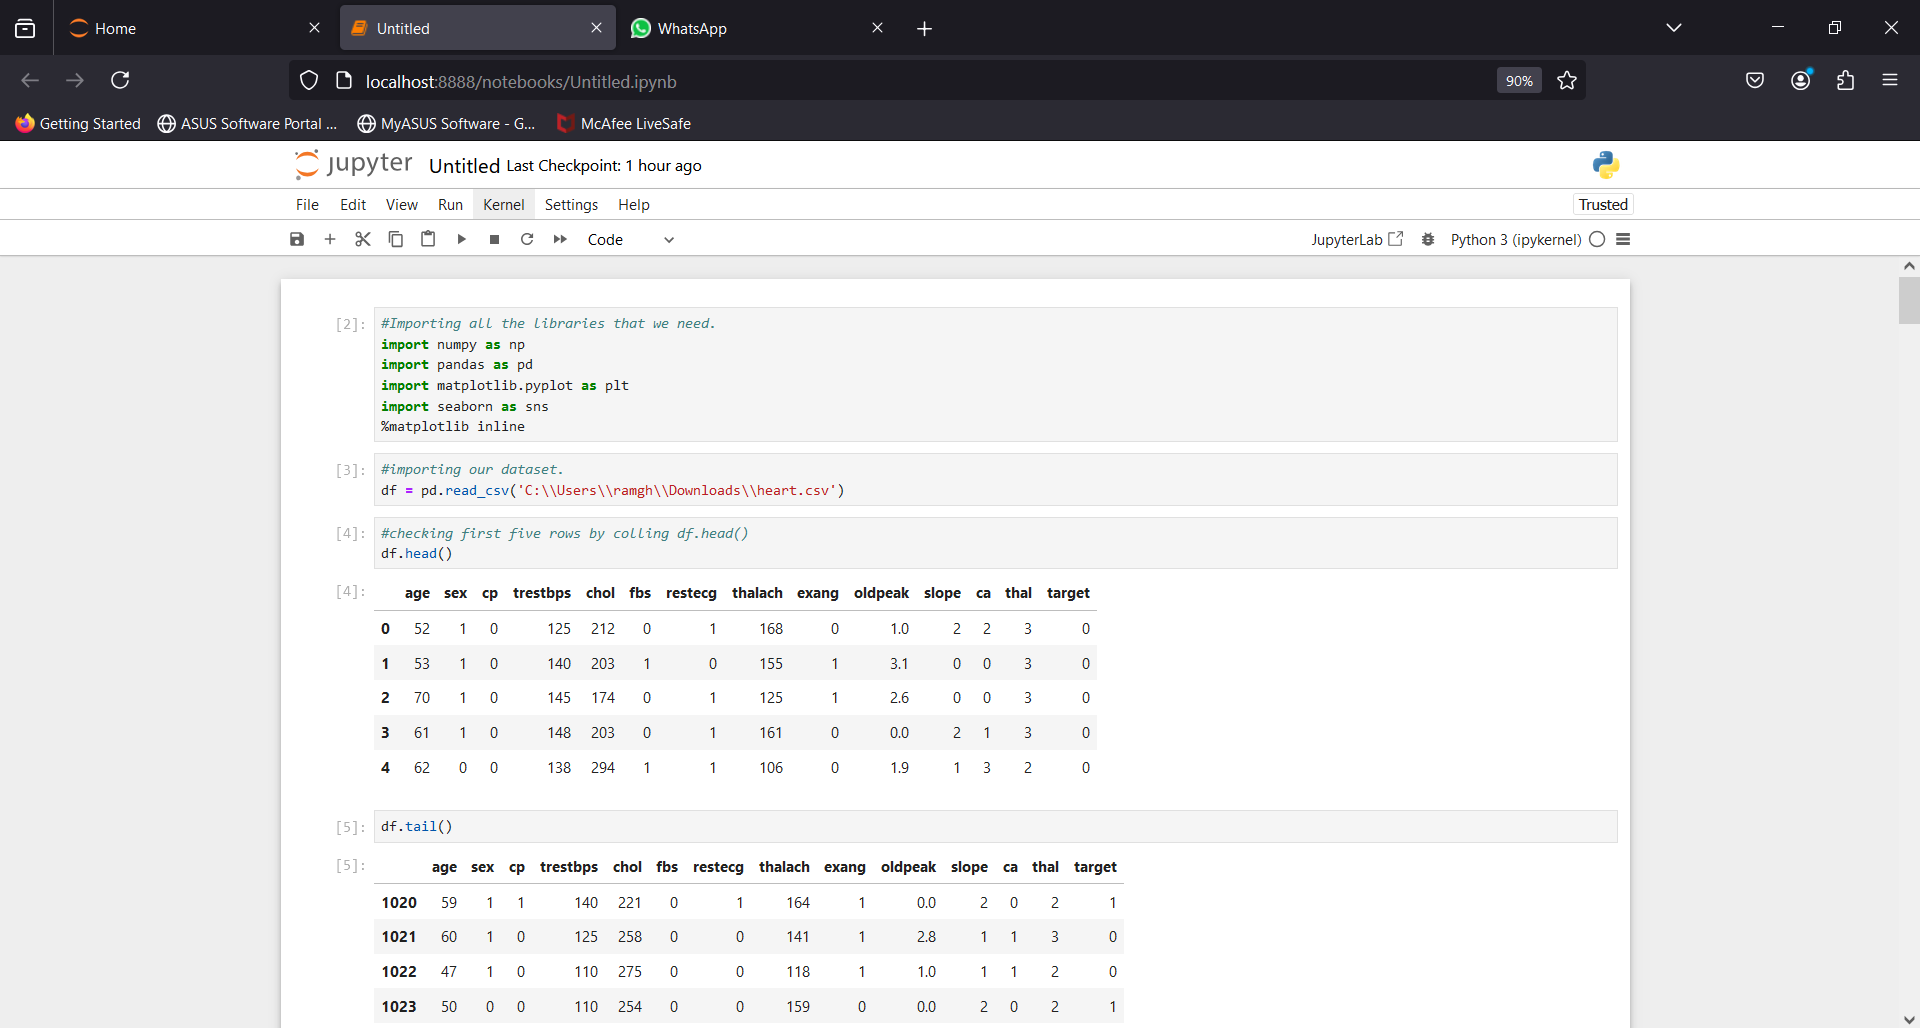 Home
Untitled
WhatsApp
localhost:8888/notebooks/Untitled.ipynb
90%
Getting Started
ASUS Software Portal ...
MyASUS Software - G...
McAfee LiveSafe
jupyter Untitled Last Checkpoint: 1 hour ago
File Edit View Run Kernel Settings Help
Trusted
Code
JupyterLab
Python 3 (ipykernel)
[2]: #Importing all the libraries that we need.
import numpy as np
import pandas as pd
import matplotlib.pyplot as plt
import seaborn as sns
%matplotlib inline
[3]: #importing our dataset.
df = pd.read_csv('C:\\Users\\ramgh\\Downloads\\heart.csv')
[4]: #checking first five rows by colling df.head()
df.head()
[4]: age sex cp trestbps chol fbs restecg thalach exang oldpeak slope ca thal target
0 52 1 0 125 212 0 1 168 0 1.0 2 2 3 0
1 53 1 0 140 203 1 0 155 1 3.1 0 0 3 0
2 70 1 0 145 174 0 1 125 1 2.6 0 0 3 0
3 61 1 0 148 203 0 1 161 0 0.0 2 1 3 0
4 62 0 0 138 294 1 1 106 0 1.9 1 3 2 0
[5]: df.tail()
[5]: age sex cp trestbps chol fbs restecg thalach exang oldpeak slope ca thal target
1020 59 1 1 140 221 0 1 164 1 0.0 2 0 2 1
1021 60 1 0 125 258 0 0 141 1 2.8 1 1 3 0
1022 47 1 0 110 275 0 0 118 1 1.0 1 1 2 0
1023 50 0 0 110 254 0 0 159 0 0.0 2 0 2 1